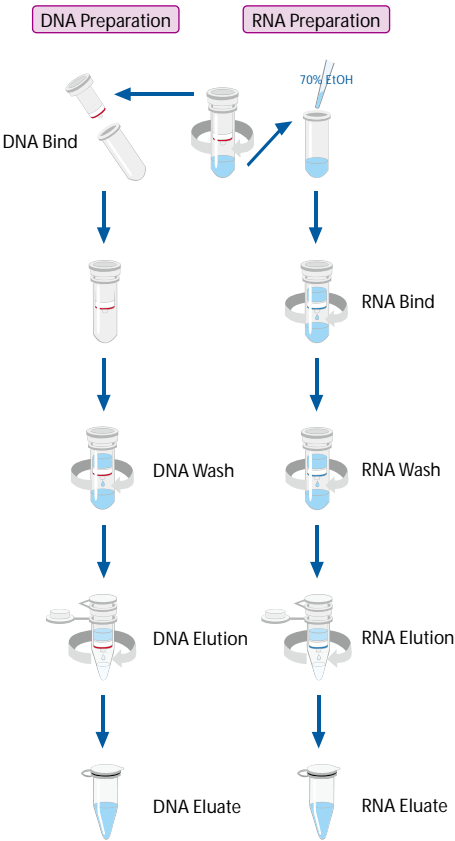 DNA Preparation
RNA Preparation
70% EtOH
DNA Bind
RNA Bind
DNA Wash
RNA Wash
DNA Elution
RNA Elution
DNA Eluate
RNA Eluate